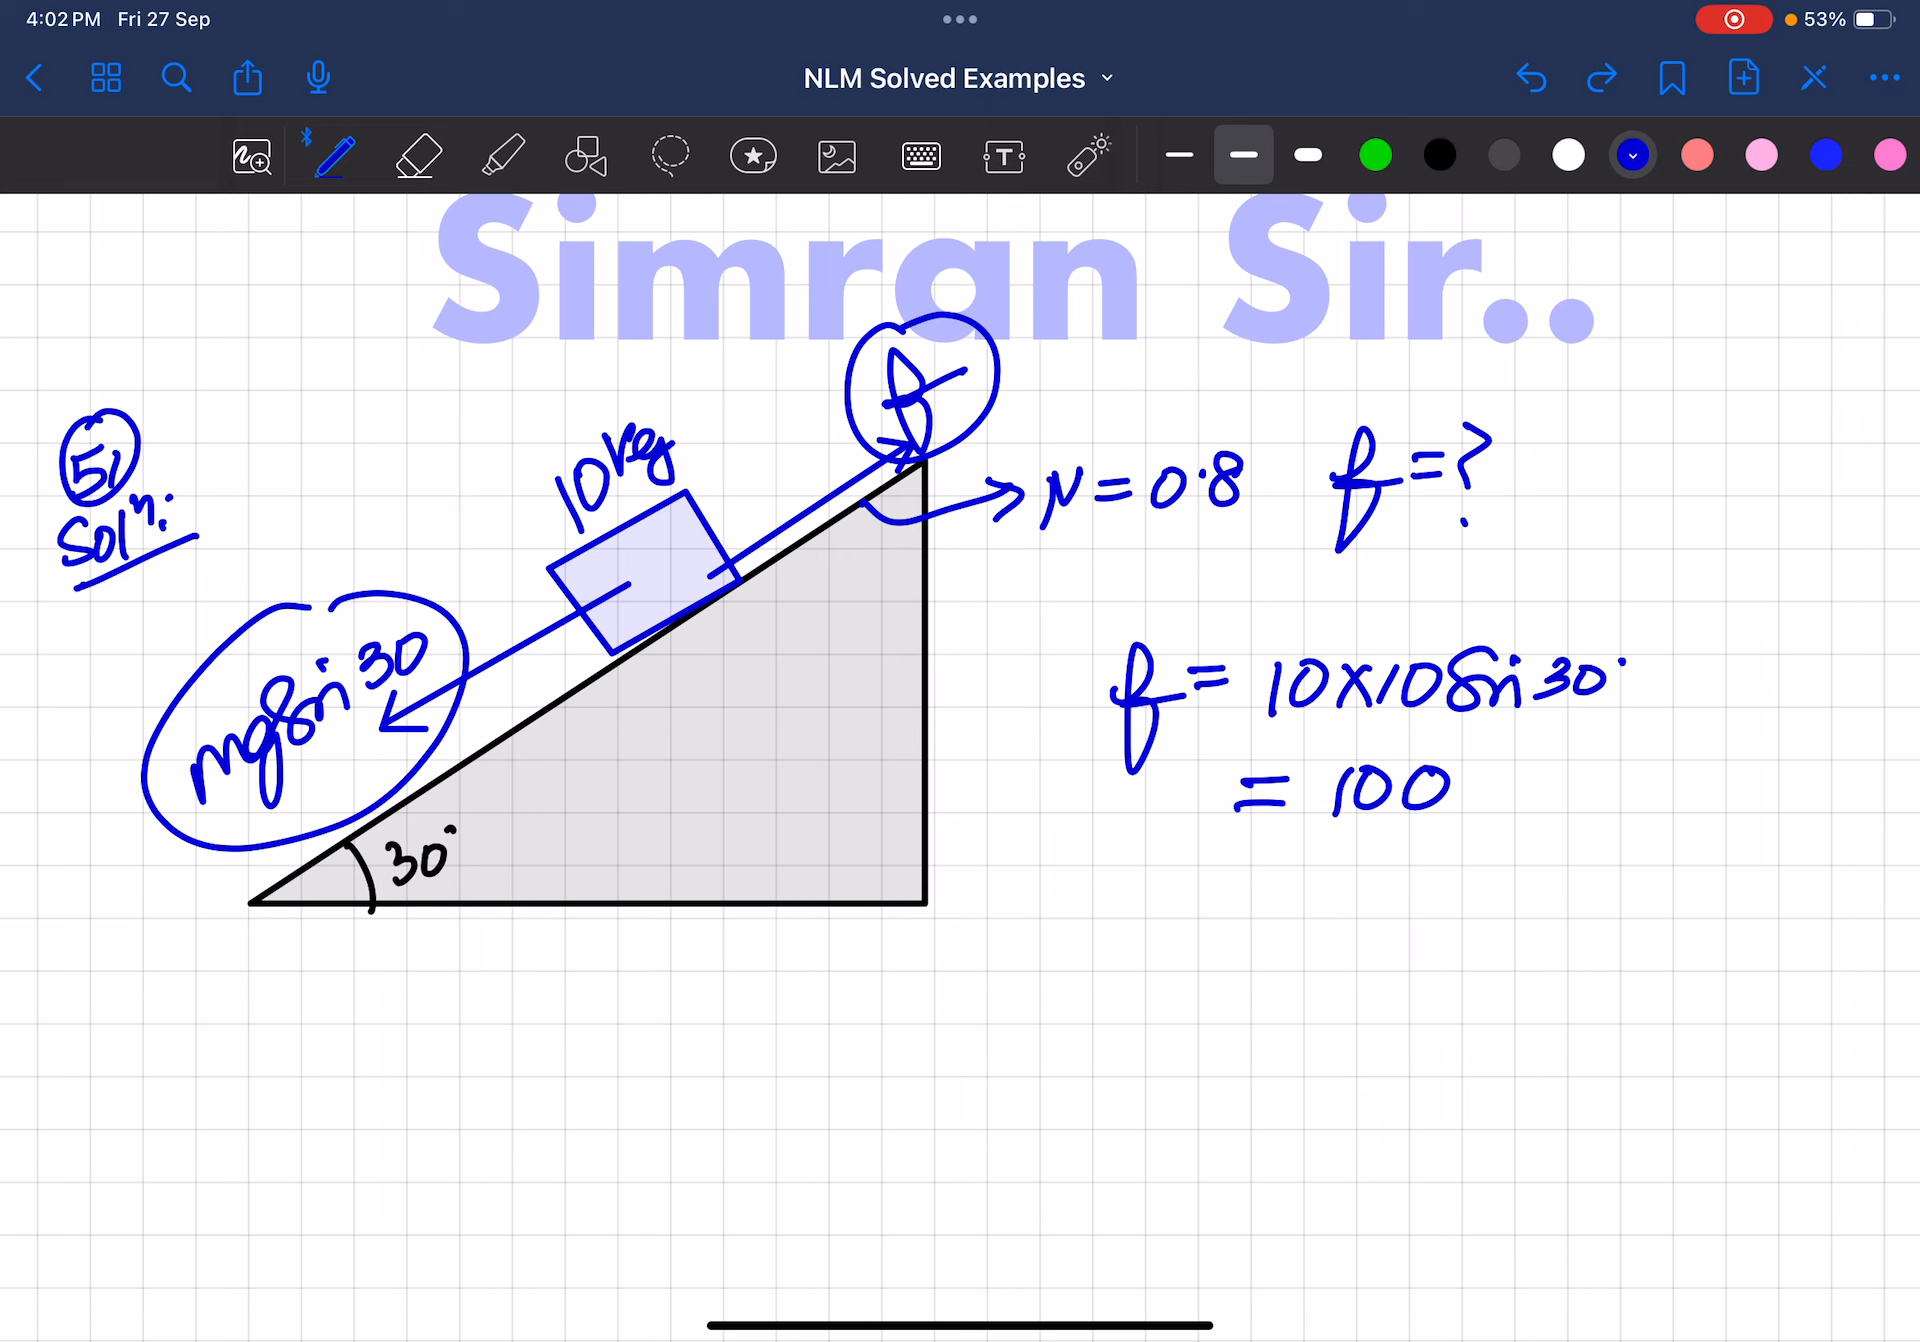 4:02 PM Fri 27 Sep
53%
NLM Solved Examples
T
Simran Sir..
51
Solⁿ:
10kg
f
μ = 0.8
f = ?
mg sin 30
f = 10×10 Sin 30°
= 100
30°